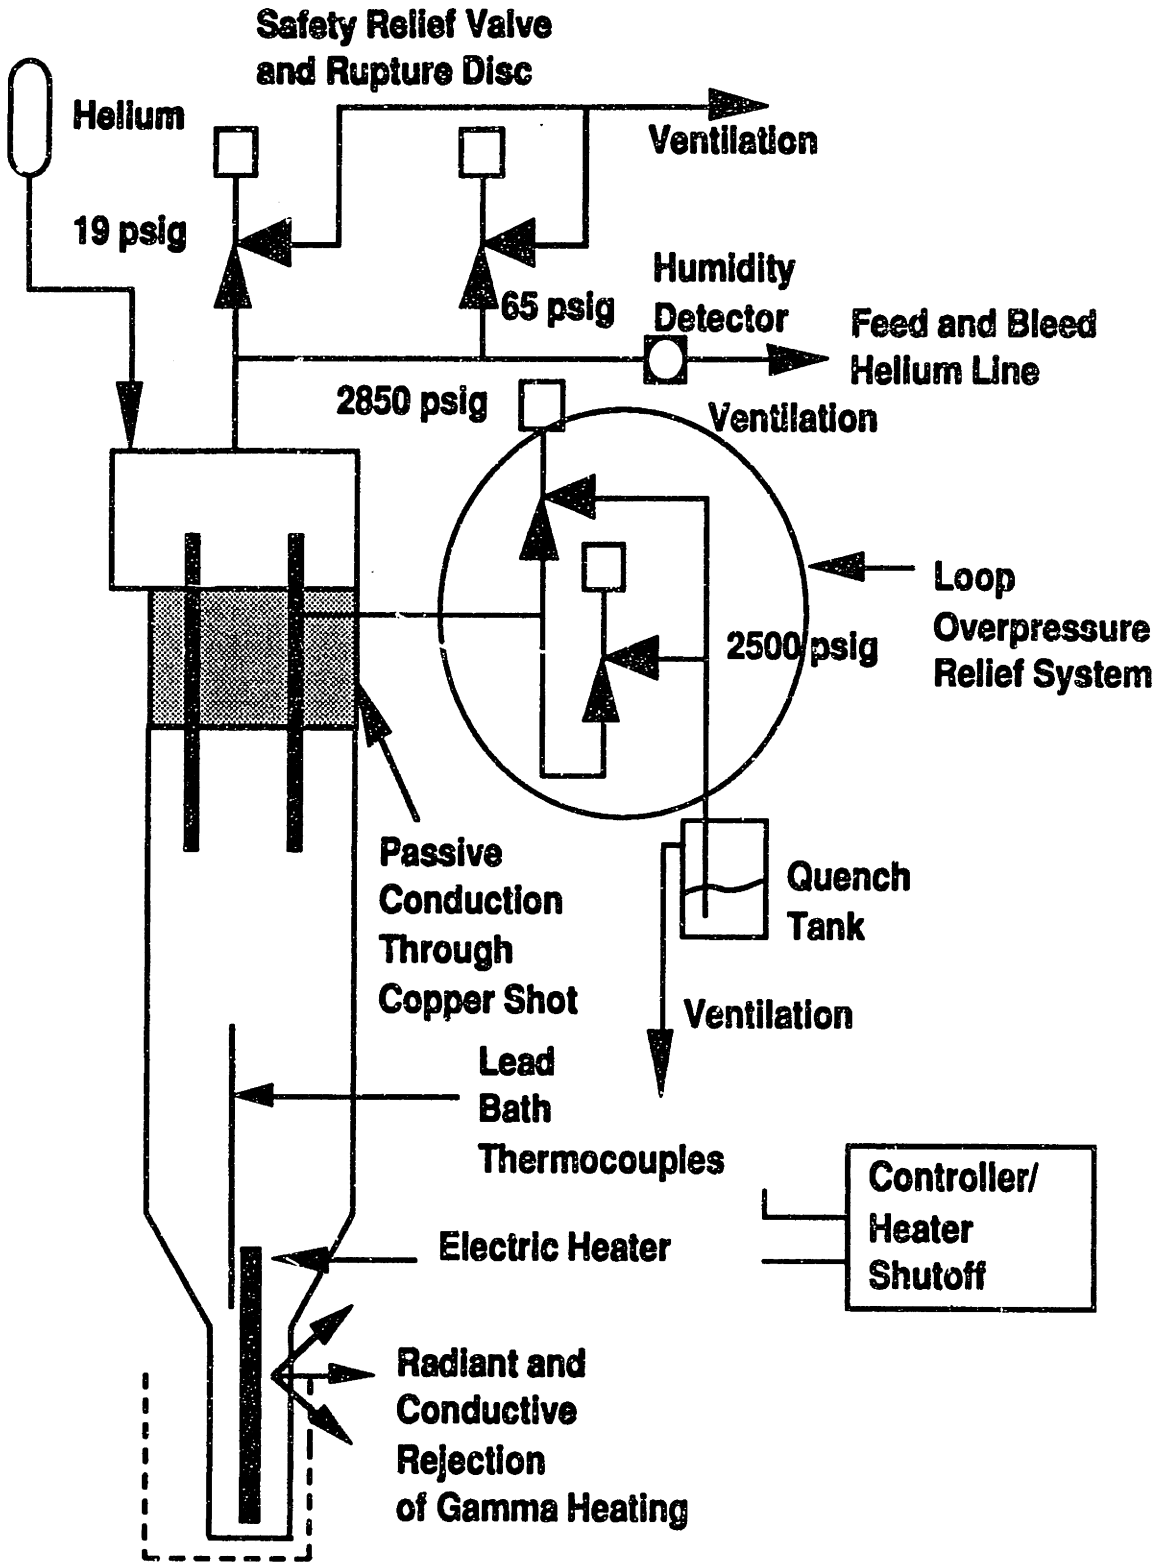 Safety Relief Valve
and Rupture Disc
Helium
Ventilation
19 psig
65 psig
Humidity
Detector
Feed and Bleed
Helium Line
2850 psig
Ventilation
Loop
Overpressure
Relief System
2500 psig
Passive
Conduction
Through
Copper Shot
Quench
Tank
Ventilation
Lead
Bath
Thermocouples
Controller/
Heater
Shutoff
Electric Heater
Radiant and
Conductive
Rejection
of Gamma Heating